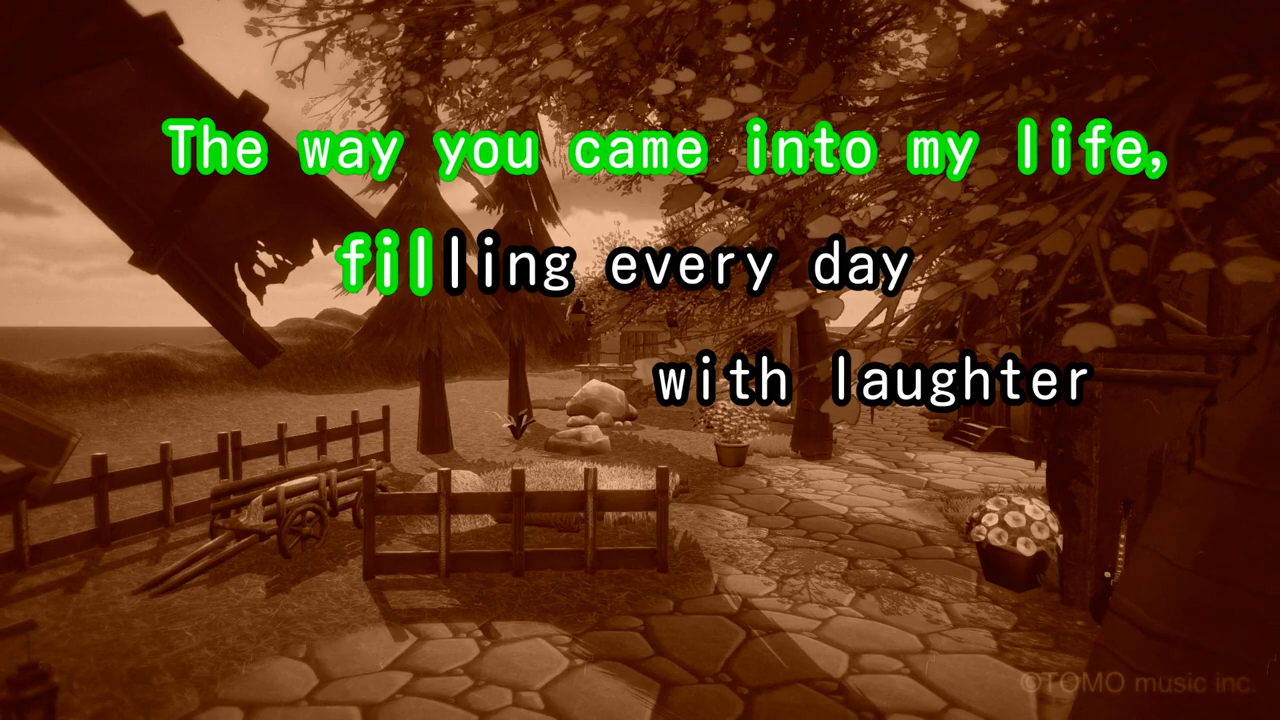 The way you came into my life,
filling every day
with laughter
©TOMO music inc.